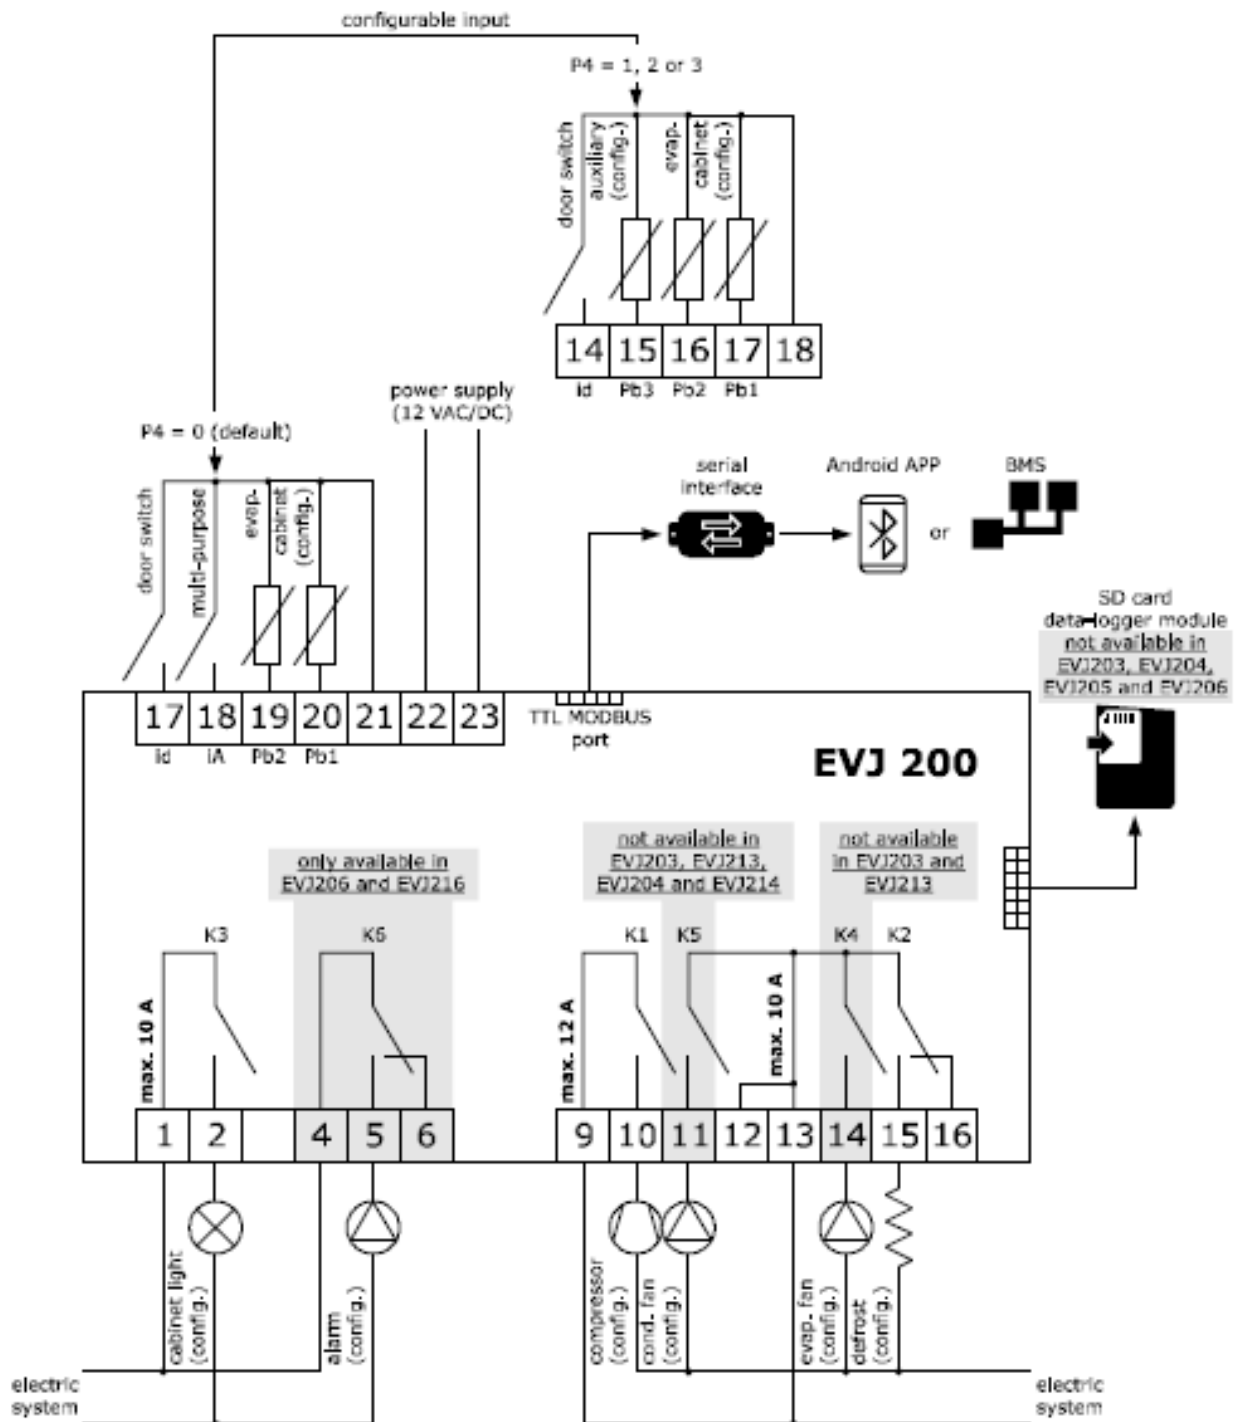 configurable input
P4 = 1, 2 or 3
door switch
auxiliary
(config.)
evap.
cabinet
(config.)
14 15 16 17 18
id Pb3 Pb2 Pb1
power supply
(12 VAC/DC)
P4 = 0 (default)
door switch
multi-purpose
evap.
cabinet
(config.)
serial
interface
Android APP
or
BMS
SD card
data-logger module
not available in
EVJ203, EVJ204,
EVJ205 and EVJ206
17 18 19 20 21 22 23
id iA Pb2 Pb1
TTL MODBUS
port
EVJ 200
only available in
EVJ206 and EVJ216
not available in
EVJ203, EVJ213,
EVJ204 and EVJ214
not available
in EVJ203 and
EVJ213
K3 K6 K1 K5 K4 K2
max. 10 A
max. 12 A
max. 10 A
1 2 4 5 6 9 10 11 12 13 14 15 16
cabinet light
(config.)
alarm
(config.)
compressor
(config.)
cond. fan
(config.)
evap. fan
(config.)
defrost
(config.)
electric
system
electric
system